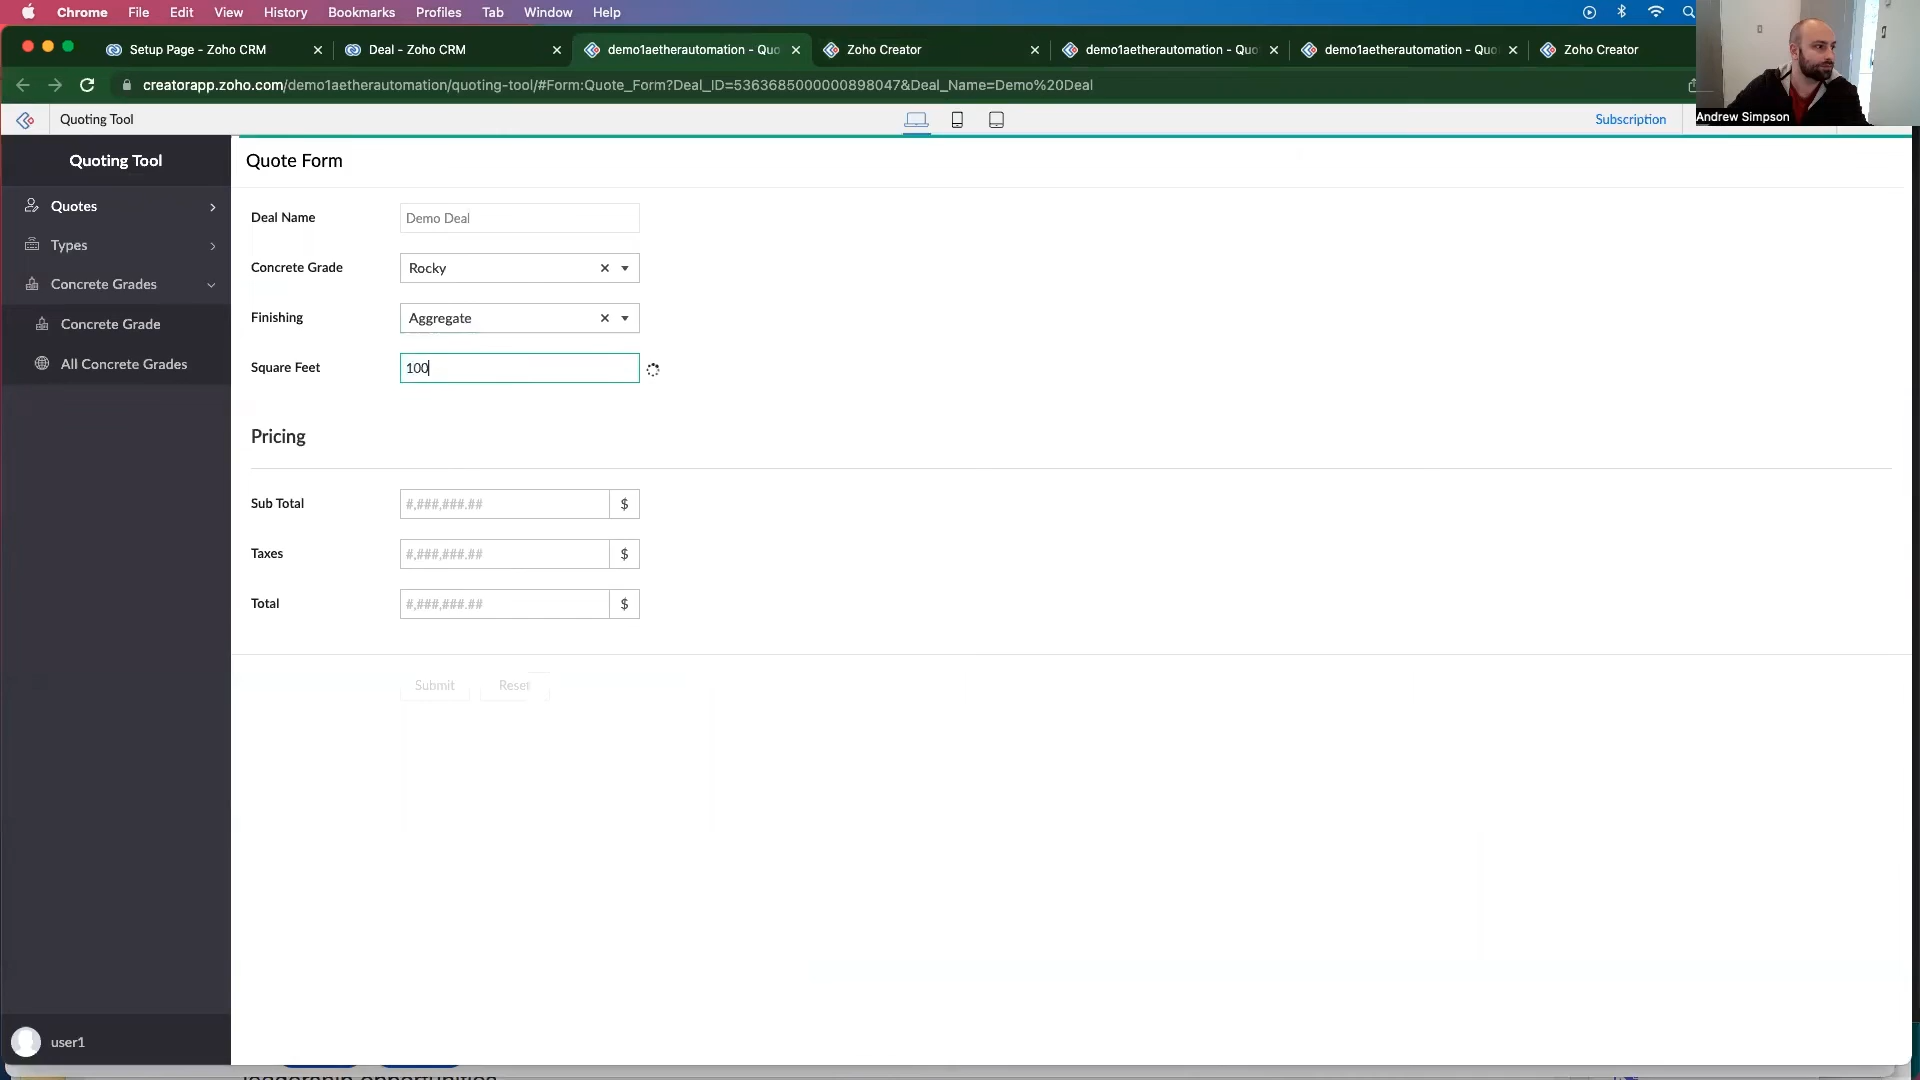 Chrome File Edit View History Bookmarks Profiles Tab Window Help
Setup Page - Zoho CRM
Deal - Zoho CRM
demo1aetherautomation - Quo
Zoho Creator
demo1aetherautomation - Quo
demo1aetherautomation - Quo
Zoho Creator
creatorapp.zoho.com/demo1aetherautomation/quoting-tool/#Form:Quote_Form?Deal_ID=5363685000000898047&Deal_Name=Demo%20Deal
Andrew Simpson
Quoting Tool
Subscription
Quoting Tool
Quotes
Types
Concrete Grades
Concrete Grade
All Concrete Grades
user1
Quote Form
Deal Name
Demo Deal
Concrete Grade
Rocky
Finishing
Aggregate
Square Feet
100
Pricing
Sub Total
#,###,###.## $
Taxes
#,###,###.## $
Total
#,###,###.## $
Submit
Reset